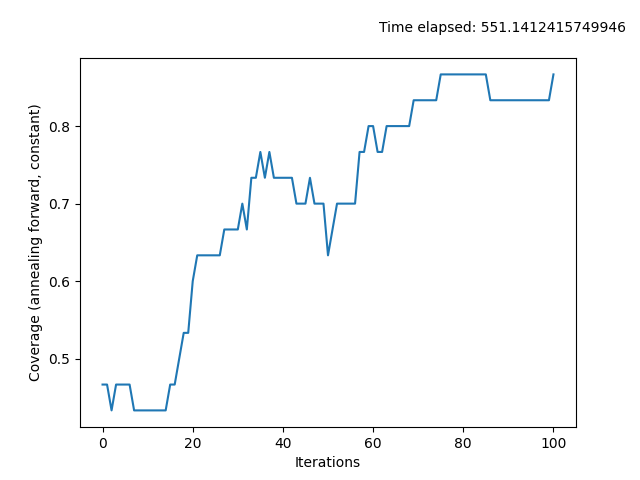 Time elapsed: 551.1412415749946
Coverage (annealing forward, constant)
0.8
0.7
0.6
0.5
0 20 40 60 80 100
Iterations